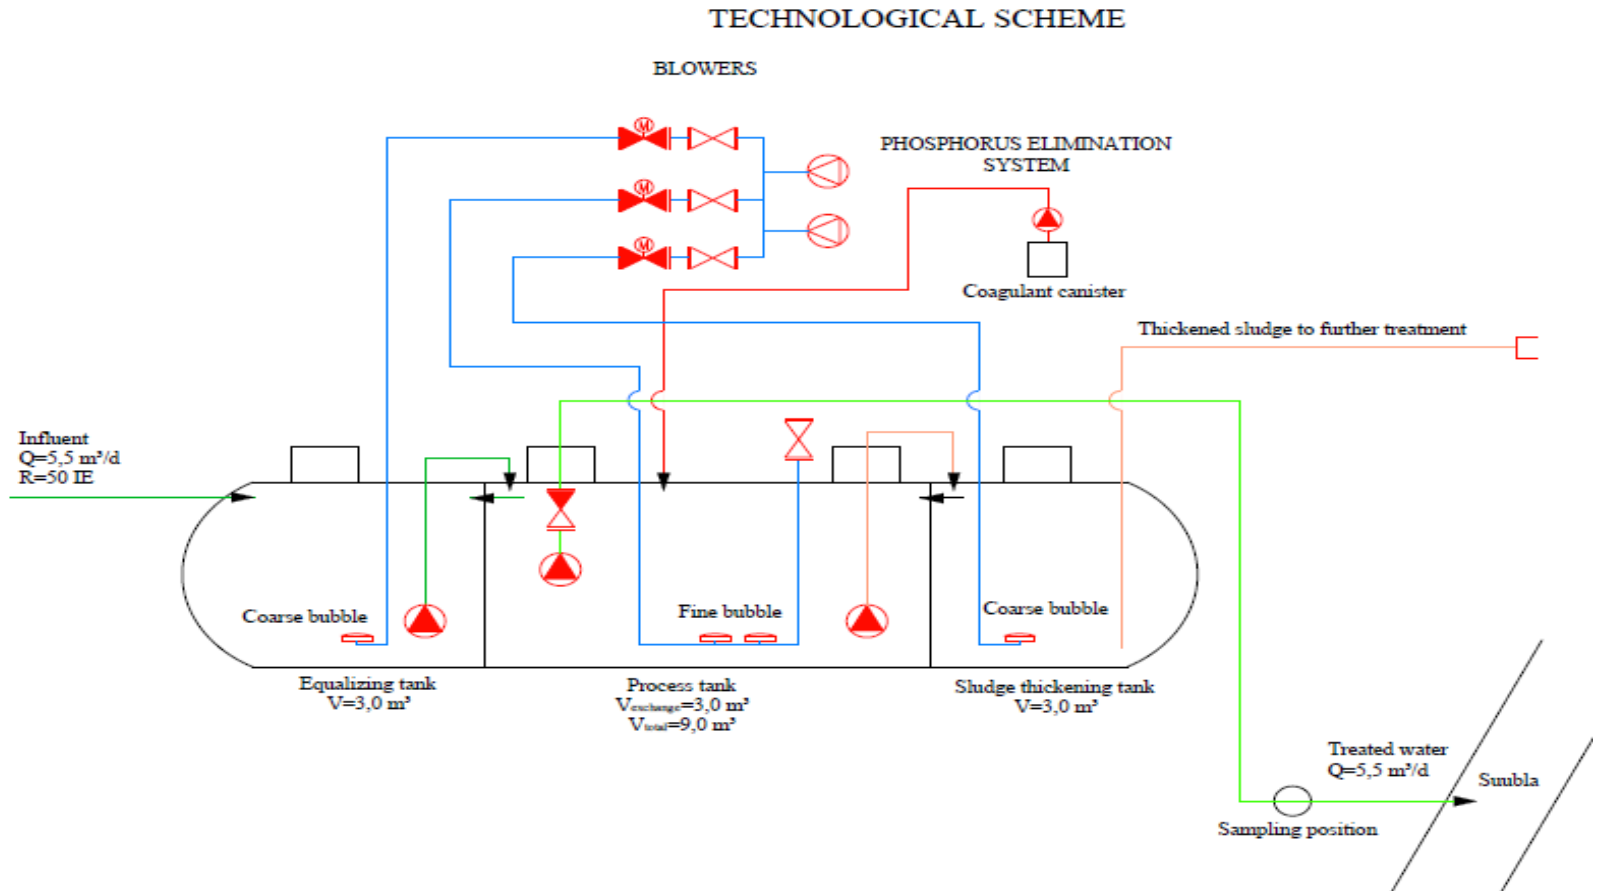 TECHNOLOGICAL SCHEME
BLOWERS
M
M
M
PHOSPHORUS ELIMINATION
SYSTEM
Coagulant canister
Thickened sludge to further treatment
Influent
Q=5,5 m³/d
R=50 IE
Coarse bubble
Fine bubble
Coarse bubble
Equalizing tank
V=3,0 m³
Process tank
Vexchange=3,0 m³
Vtotal=9,0 m³
Sludge thickening tank
V=3,0 m³
Treated water
Q=5,5 m³/d
Suubla
Sampling position